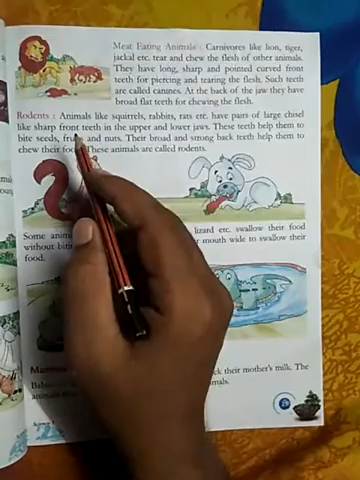 Meat Eating Animals : Carnivores like lion, tiger,
jackal etc. tear and chew the flesh of other animals.
They have long, sharp and pointed curved front
teeth for piercing and tearing the flesh. Such teeth
are called canines. At the back of the jaw they have
broad flat teeth for chewing the flesh.
Rodents : Animals like squirrels, rabbits, rats etc. have pairs of large chisel
like sharp front teeth in the upper and lower jaws. These teeth help them to
bite seeds, fruits and nuts. Their broad and strong back teeth help them to
chew their food. These animals are called rodents.
Some lizard etc. swallow their food
without mouth wide to swallow their
food.
their mother's milk. The
29